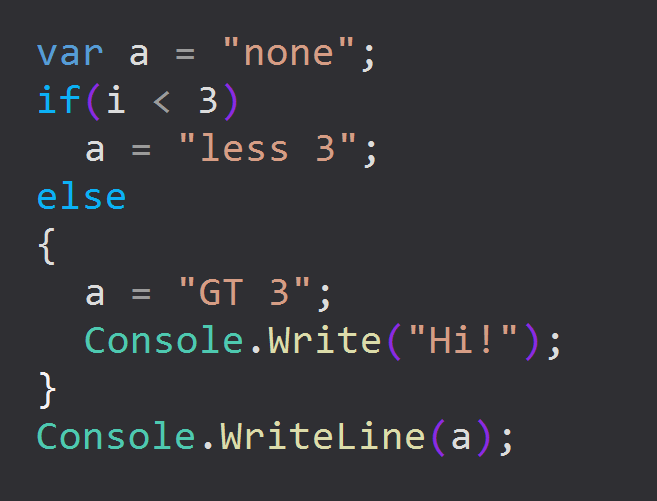 var a = "none";
if(i < 3)
  a = "less 3";
else
{
  a = "GT 3";
  Console.Write("Hi!");
}
Console.WriteLine(a);